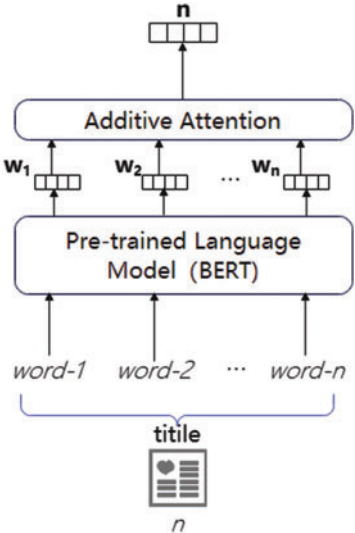 n
Additive Attention
w1 w2 ... wn
Pre-trained Language
Model (BERT)
word-1 word-2 ... word-n
titile
n